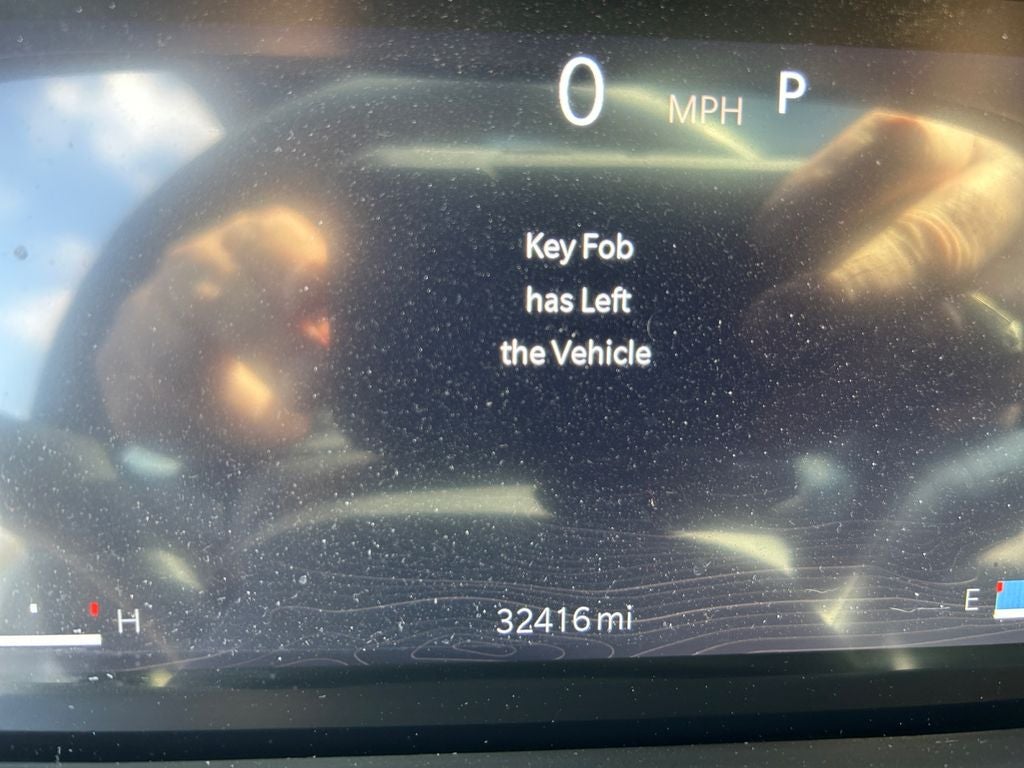 0 MPH P
Key Fob
has Left
the Vehicle
H 32416 mi E